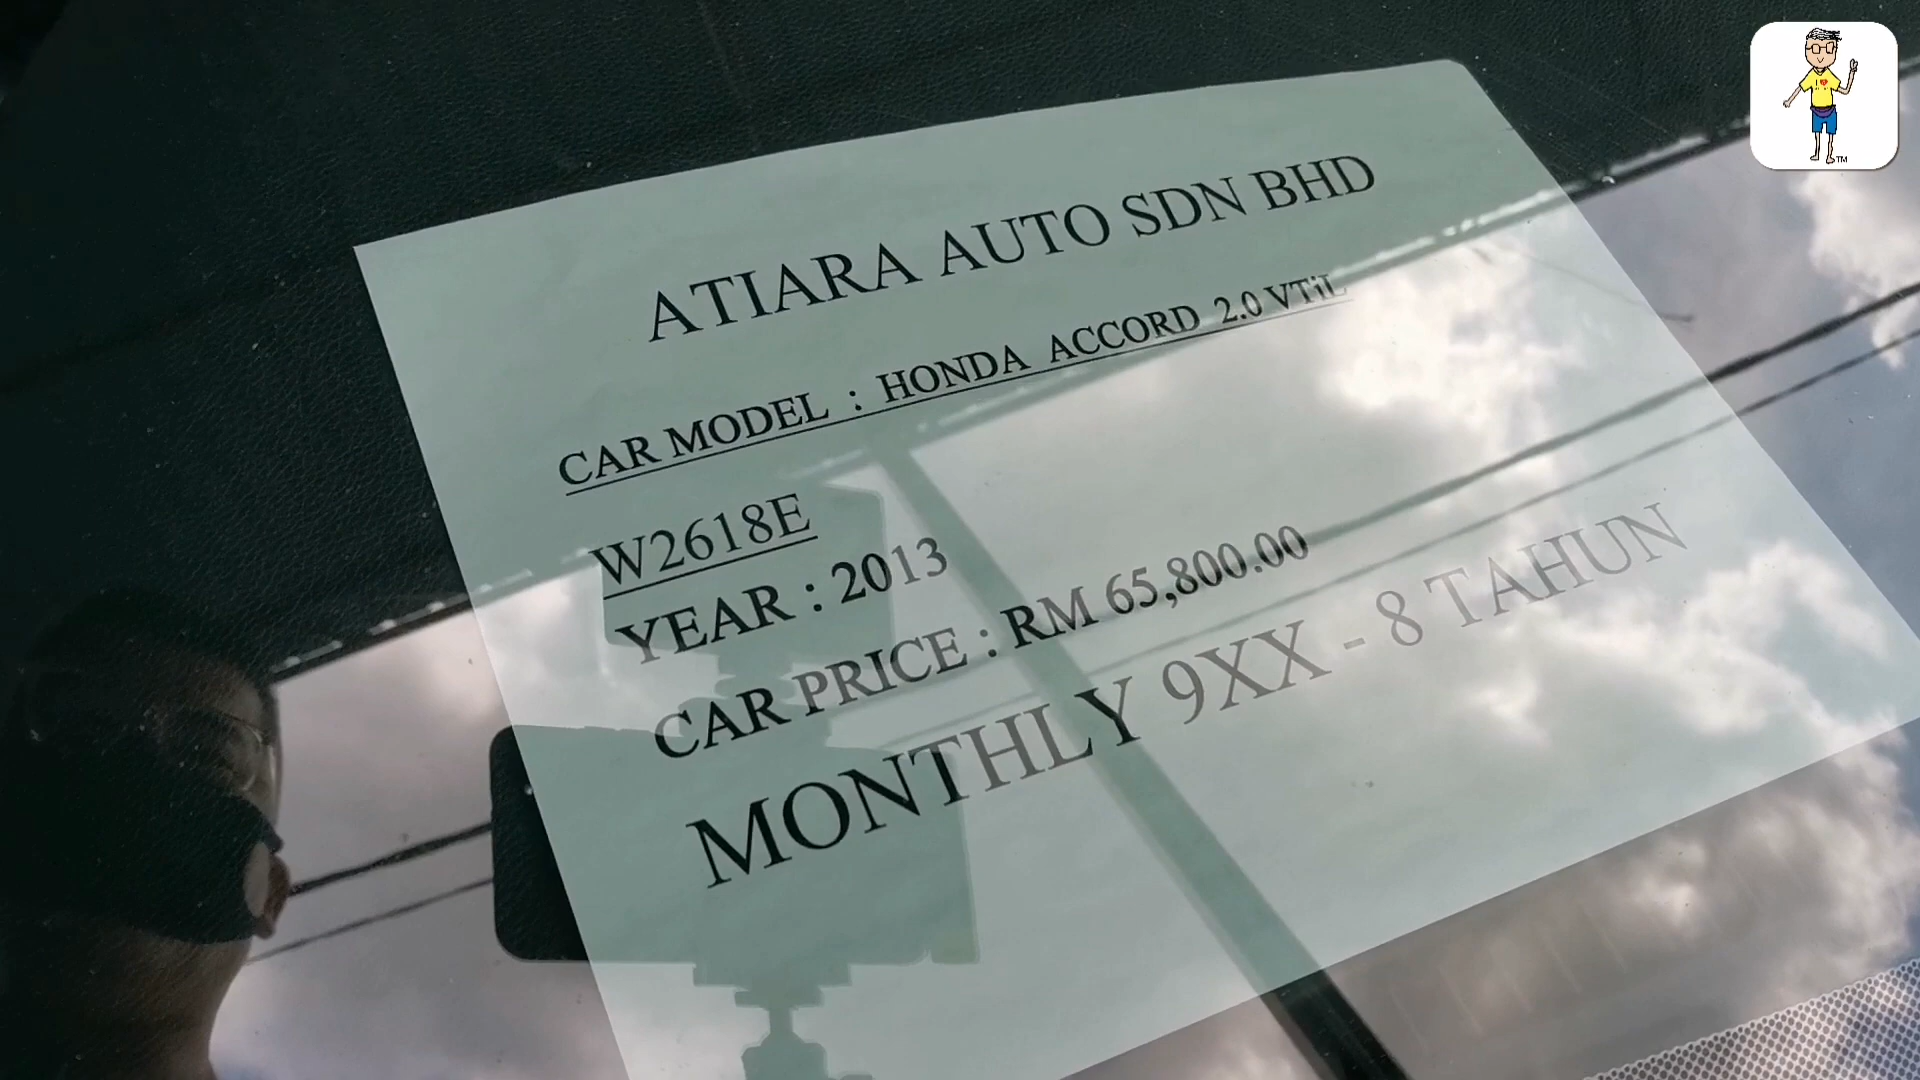 ATIARA AUTO SDN BHD
CAR MODEL : HONDA ACCORD 2.0 VTiL
W2618E
YEAR : 2013
CAR PRICE : RM 65,800.00
MONTHLY 9XX - 8 TAHUN
TM